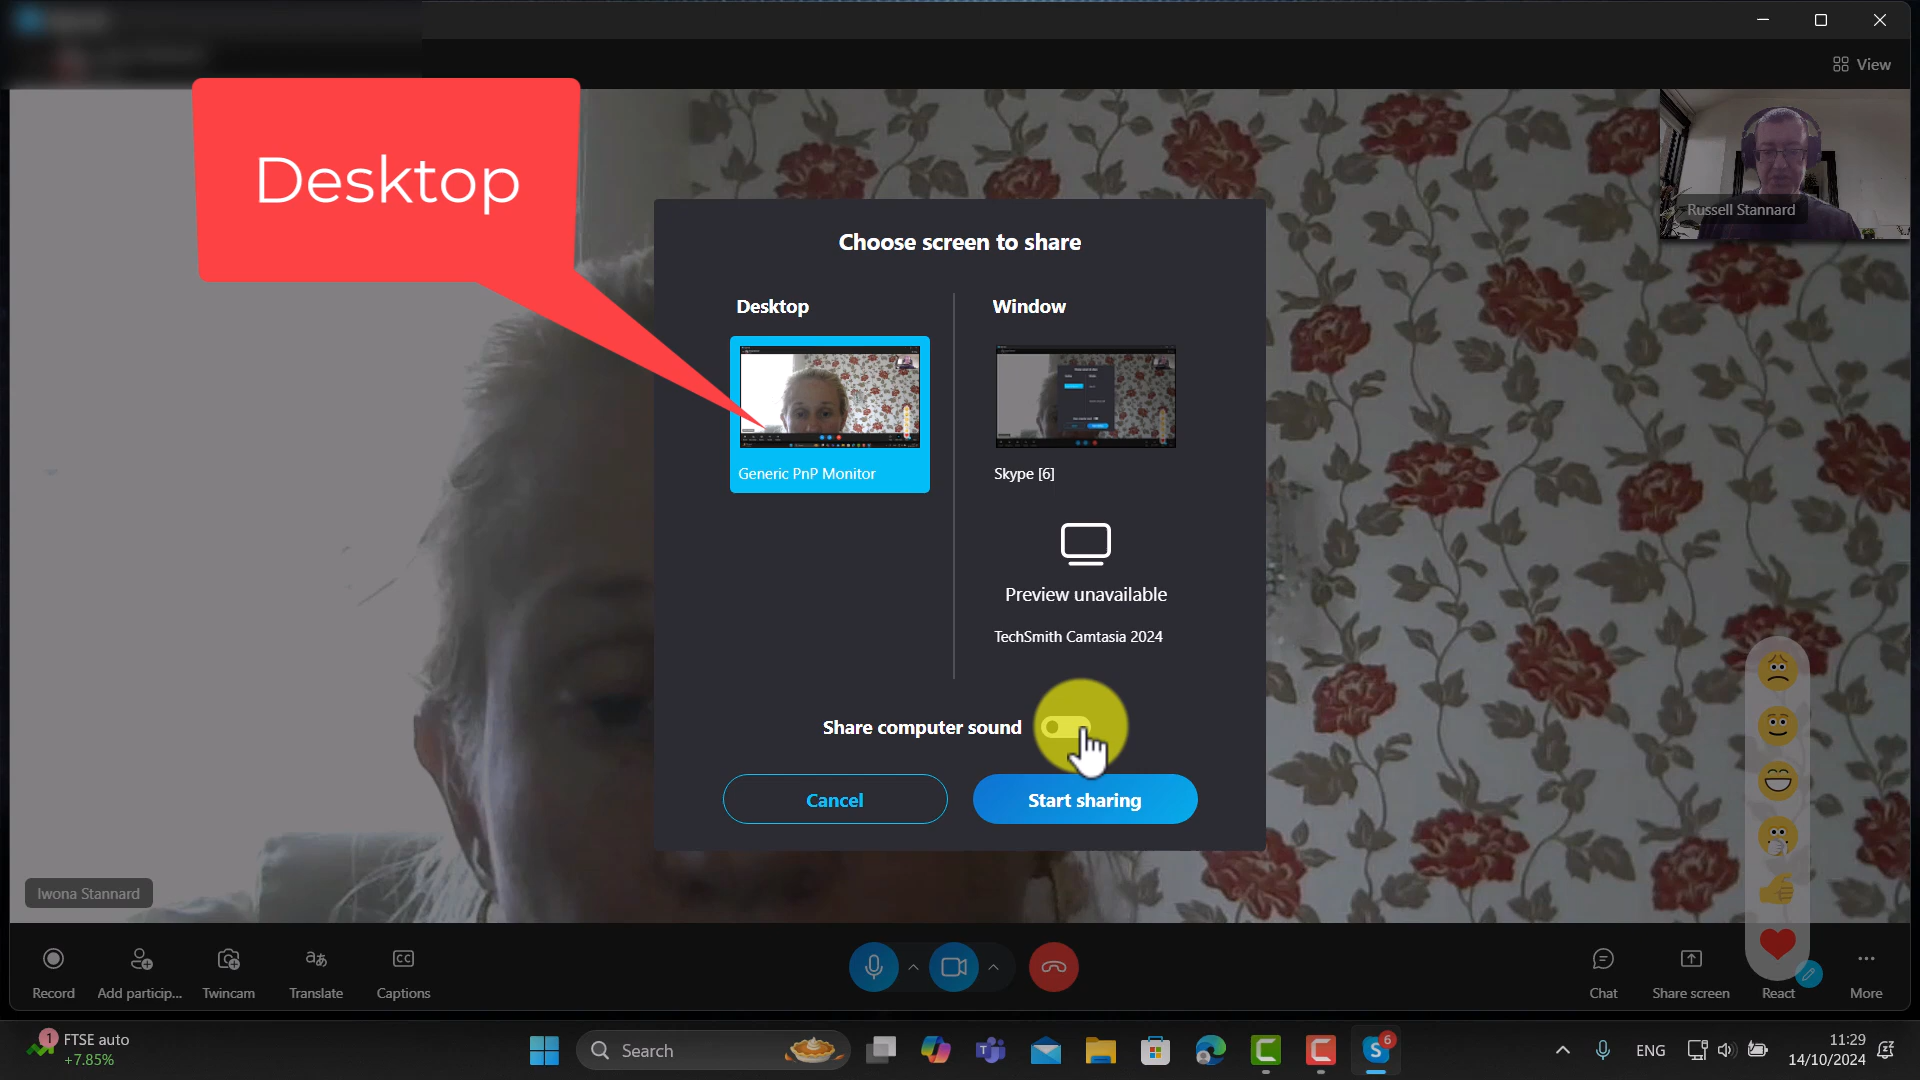 View
Desktop
Russell Stannard
Choose screen to share
Desktop
Window
Generic PnP Monitor
Skype [6]
Preview unavailable
TechSmith Camtasia 2024
Share computer sound
Cancel
Start sharing
Iwona Stannard
Record
Add particip...
Twincam
Translate
Captions
Chat
Share screen
React
More
1
FTSE auto
+7.85%
Search
6
ENG
11:29
14/10/2024